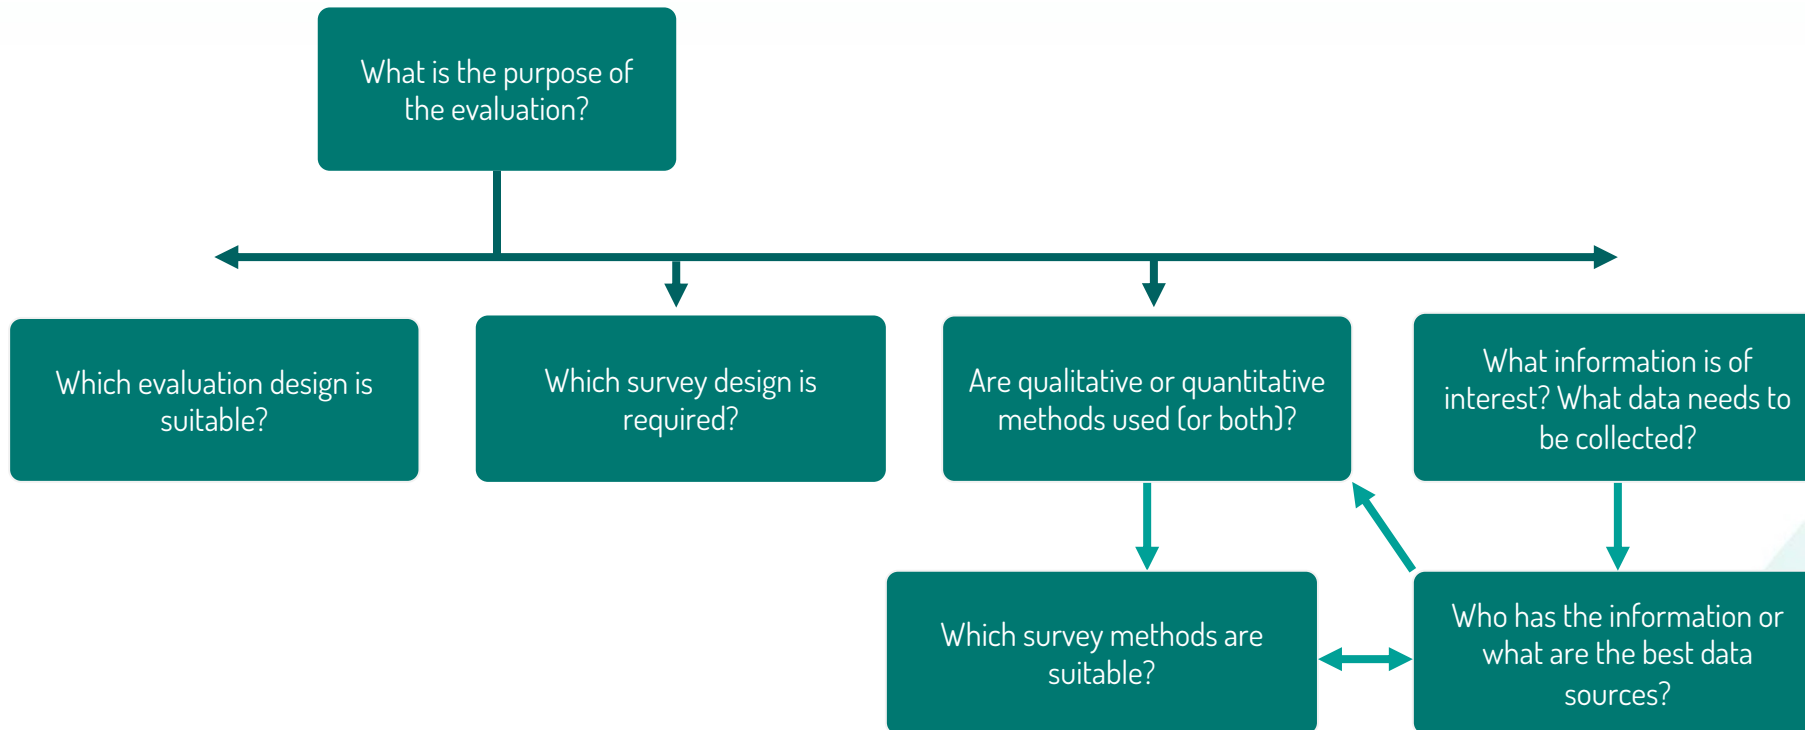 What is the purpose of
the evaluation?
Which evaluation design is
suitable?
Which survey design is
required?
Are qualitative or quantitative
methods used (or both)?
What information is of
interest? What data needs to
be collected?
Which survey methods are
suitable?
Who has the information or
what are the best data
sources?